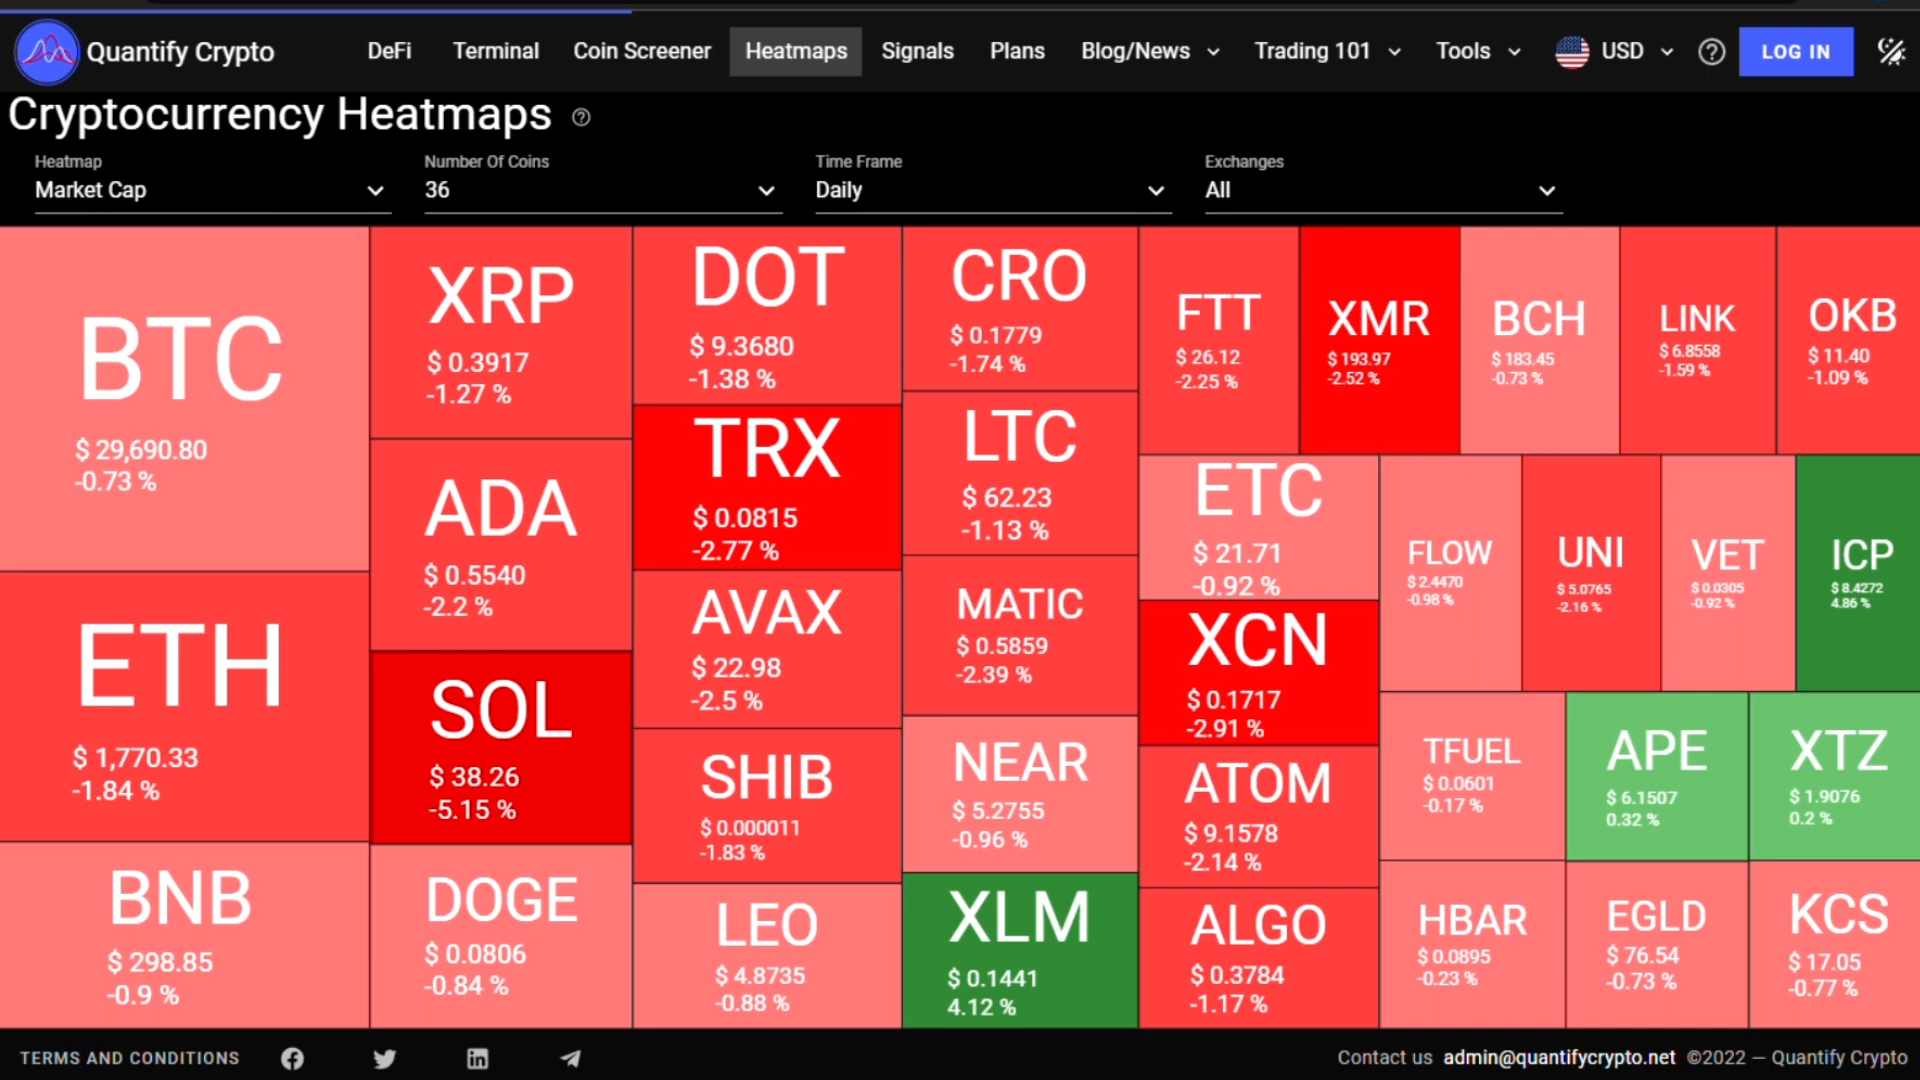 Quantify Crypto
DeFi
Terminal
Coin Screener
Heatmaps
Signals
Plans
Blog/News
Trading 101
Tools
USD
LOG IN
Cryptocurrency Heatmaps
Heatmap
Market Cap
Number Of Coins
36
Time Frame
Daily
Exchanges
All
BTC
$ 29,690.80
-0.73 %
ETH
$ 1,770.33
-1.84 %
BNB
$ 298.85
-0.9 %
XRP
$ 0.3917
-1.27 %
ADA
$ 0.5540
-2.2 %
SOL
$ 38.26
-5.15 %
DOGE
$ 0.0806
-0.84 %
DOT
$ 9.3680
-1.38 %
TRX
$ 0.0815
-2.77 %
AVAX
$ 22.98
-2.5 %
SHIB
$ 0.000011
-1.83 %
LEO
$ 4.8735
-0.88 %
CRO
$ 0.1779
-1.74 %
LTC
$ 62.23
-1.13 %
MATIC
$ 0.5859
-2.39 %
NEAR
$ 5.2755
-0.96 %
XLM
$ 0.1441
4.12 %
FTT
$ 26.12
-2.25 %
XMR
$ 193.97
-2.52 %
BCH
$ 183.45
-0.73 %
LINK
$ 6.8558
-1.59 %
OKB
$ 11.40
-1.09 %
ETC
$ 21.71
-0.92 %
XCN
$ 0.1717
-2.91 %
ATOM
$ 9.1578
-2.14 %
ALGO
$ 0.3784
-1.17 %
FLOW
$ 2.4470
-0.98 %
UNI
$ 5.0765
-2.16 %
VET
$ 0.0305
-0.92 %
ICP
$ 8.4272
4.86 %
TFUEL
$ 0.0601
-0.17 %
APE
$ 6.1507
0.32 %
XTZ
$ 1.9076
0.2 %
HBAR
$ 0.0895
-0.23 %
EGLD
$ 76.54
-0.73 %
KCS
$ 17.05
-0.77 %
TERMS AND CONDITIONS
Contact us admin@quantifycrypto.net ©2022 — Quantify Crypto